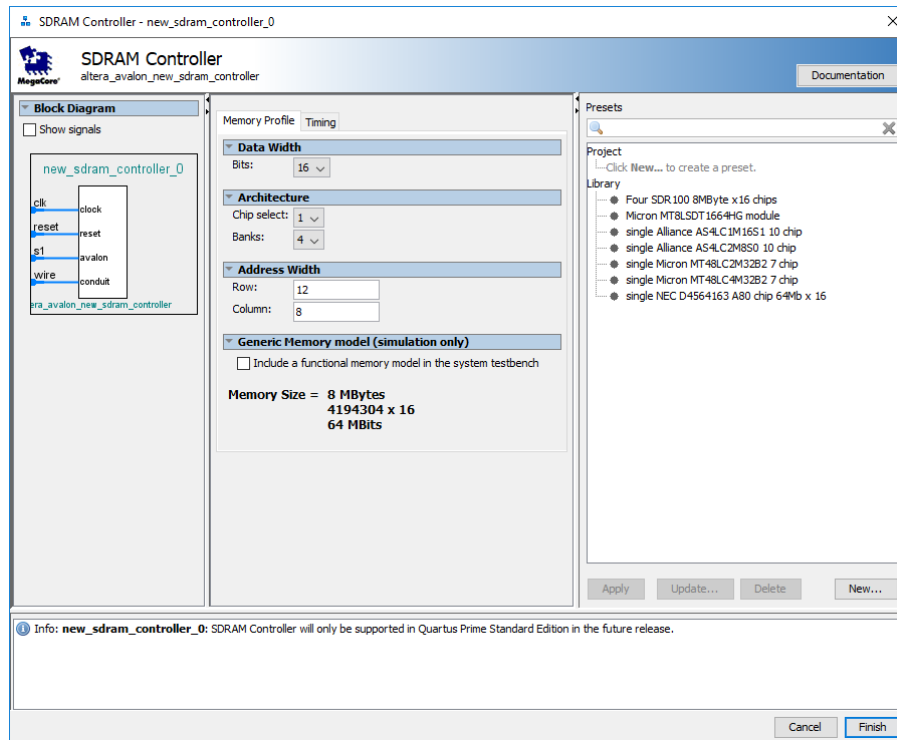 SDRAM Controller - new_sdram_controller_0
SDRAM Controller
altera_avalon_new_sdram_controller
MegaCore'
Documentation
Block Diagram
Show signals
new_sdram_controller_0
clk
clock
reset
reset
s1
avalon
wire
conduit
era_avalon_new_sdram_controller
Memory Profile
Timing
Data Width
Bits:
16
Architecture
Chip select:
1
Banks:
4
Address Width
Row:
12
Column:
8
Generic Memory model (simulation only)
Include a functional memory model in the system testbench
Memory Size = 8 MBytes
4194304 x 16
64 MBits
Presets
Project
Click New... to create a preset.
Library
Four SDR100 8MByte x16 chips
Micron MT8LSDT1664HG module
single Alliance AS4LC1M16S1 10 chip
single Alliance AS4LC2M8S0 10 chip
single Micron MT48LC2M32B2 7 chip
single Micron MT48LC4M32B2 7 chip
single NEC D4564163 A80 chip 64Mb x 16
Apply
Update...
Delete
New...
Info: new_sdram_controller_0: SDRAM Controller will only be supported in Quartus Prime Standard Edition in the future release.
Cancel
Finish